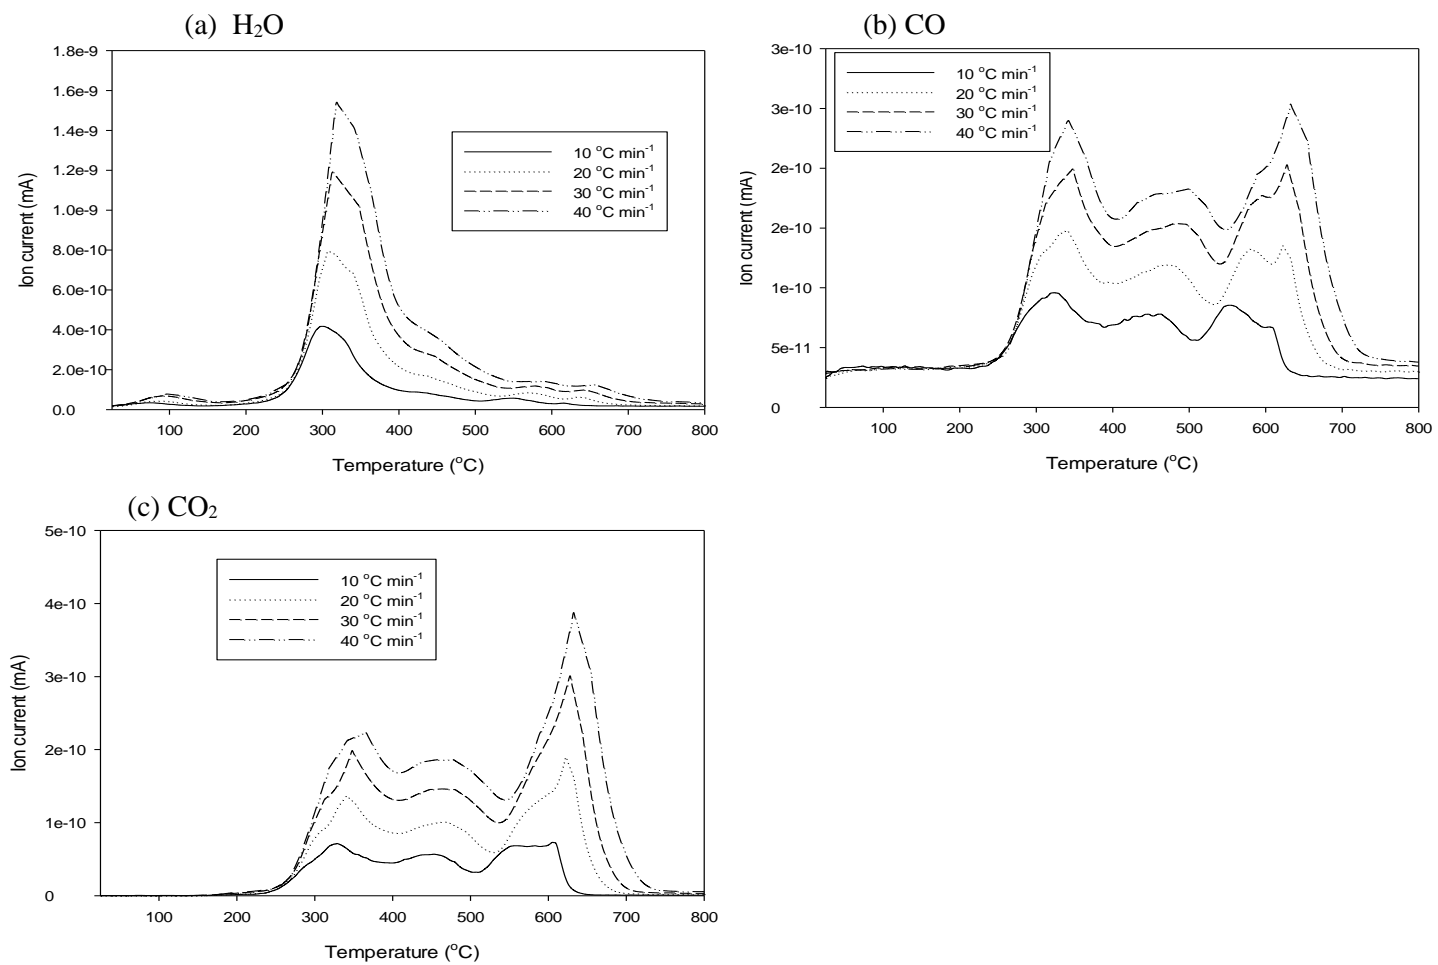 (a) H₂O
1.8e-9
1.6e-9
1.4e-9
1.2e-9
1.0e-9
8.0e-10
6.0e-10
4.0e-10
2.0e-10
0.0
Ion current (mA)
10 °C min⁻¹
20 °C min⁻¹
30 °C min⁻¹
40 °C min⁻¹
100 200 300 400 500 600 700 800
Temperature (°C)
(b) CO
3e-10
3e-10
2e-10
2e-10
1e-10
5e-11
0
Ion current (mA)
10 °C min⁻¹
20 °C min⁻¹
30 °C min⁻¹
40 °C min⁻¹
100 200 300 400 500 600 700 800
Temperature (°C)
(c) CO₂
5e-10
4e-10
3e-10
2e-10
1e-10
0
Ion current (mA)
10 °C min⁻¹
20 °C min⁻¹
30 °C min⁻¹
40 °C min⁻¹
100 200 300 400 500 600 700 800
Temperature (°C)